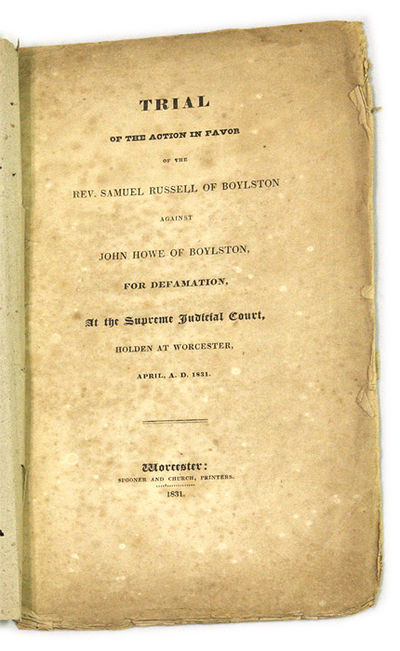 TRIAL
OF THE ACTION IN FAVOR
OF THE
REV. SAMUEL RUSSELL OF BOYLSTON
AGAINST
JOHN HOWE OF BOYLSTON,
FOR DEFAMATION,
At the Supreme Judicial Court,
HOLDEN AT WORCESTER,
APRIL, A. D. 1831.
Worcester:
SPOONER AND CHURCH, PRINTERS.
1831.